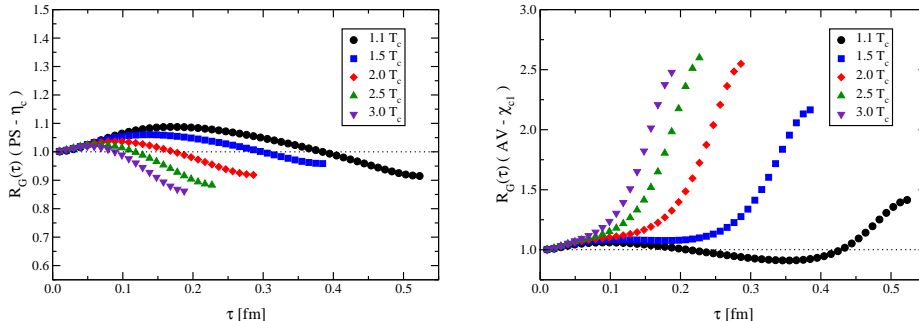 1.5
1.4
1.3
1.2
1.1
1.0
0.9
0.8
0.7
0.6
R_G(τ) ( PS - η_c )
0.0 0.1 0.2 0.3 0.4 0.5
τ [fm]
1.1 T_c
1.5 T_c
2.0 T_c
2.5 T_c
3.0 T_c
3.0
2.5
2.0
1.5
1.0
R_G(τ) ( AV - χ_c1 )
0.0 0.1 0.2 0.3 0.4 0.5
τ [fm]
1.1 T_c
1.5 T_c
2.0 T_c
2.5 T_c
3.0 T_c